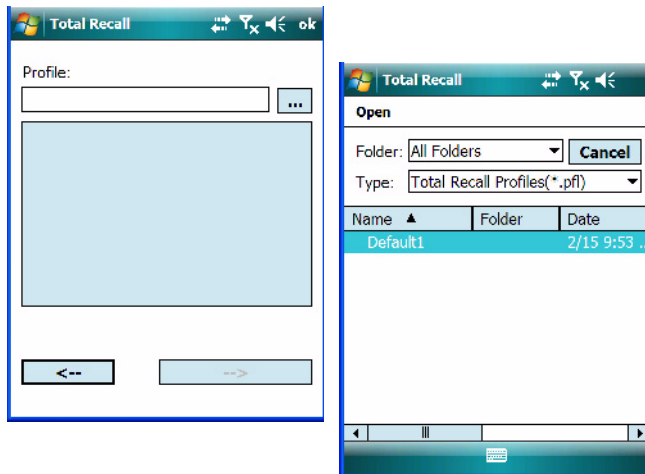 Total Recall ok
Profile:
...
<-- -->
Total Recall
Open
Folder: All Folders Cancel
Type: Total Recall Profiles(*.pfl)
Name Folder Date
Default1 2/15 9:53 ..